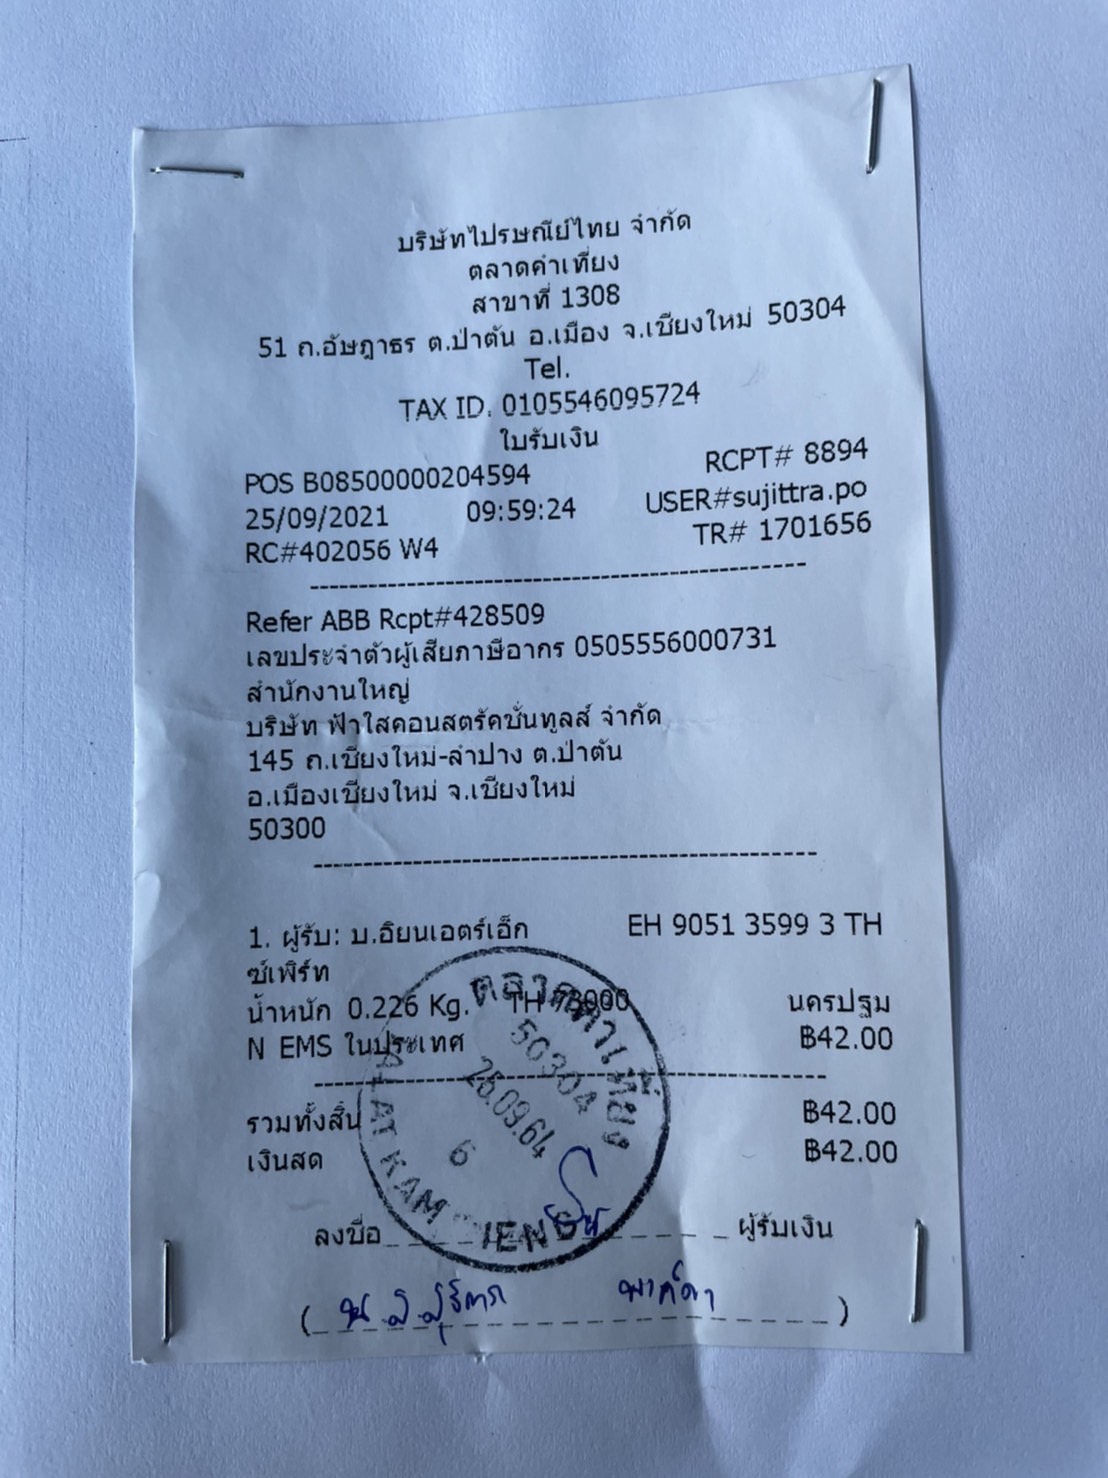 บริษัทไปรษณีย์ไทย จำกัด
ตลาดคำเที่ยง
สาขาที่ 1308
51 ถ.อัษฎาธร ต.ป่าตัน อ.เมือง จ.เชียงใหม่ 50304
Tel.
TAX ID. 0105546095724
ใบรับเงิน
POS B08500000204594 RCPT# 8894
25/09/2021 09:59:24 USER#sujittra.po
RC#402056 W4 TR# 1701656
Refer ABB Rcpt#428509
เลขประจำตัวผู้เสียภาษีอากร 0505556000731
สำนักงานใหญ่
บริษัท ฟ้าใสคอนสตรัคชั่นทูลส์ จำกัด
145 ถ.เชียงใหม่-ลำปาง ต.ป่าตัน
อ.เมืองเชียงใหม่ จ.เชียงใหม่
50300
1. ผู้รับ: บ.อิยนเอตร์เอ็ก EH 9051 3599 3 TH
ซ์เพิร์ท
น้ำหนัก 0.226 Kg. TH 73000 นครปฐม
N EMS ในประเทศ ฿42.00
รวมทั้งสิ้น ฿42.00
เงินสด ฿42.00
ตลาดคำเที่ยง
50304
25.09.64
6
ALAT KAM IENG
ลงชื่อ ผู้รับเงิน
( น.ส. )